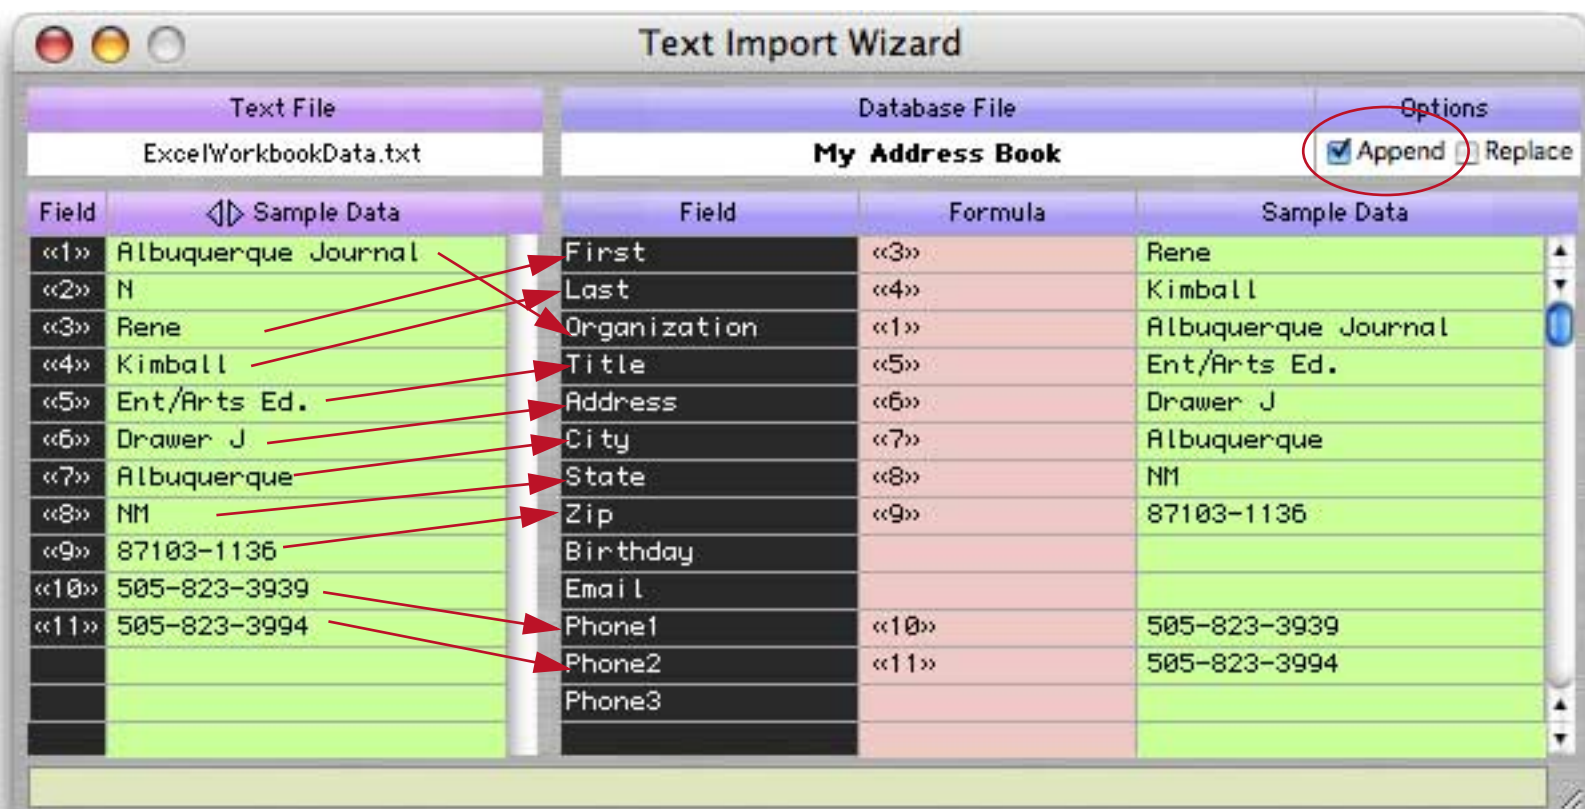 Text Import Wizard
Text File Database File Options
ExcelWorkbookData.txt My Address Book Append Replace
Field Sample Data Field Formula Sample Data
«1» Albuquerque Journal First «3» Rene
«2» N Last «4» Kimball
«3» Rene Organization «1» Albuquerque Journal
«4» Kimball Title «5» Ent/Arts Ed.
«5» Ent/Arts Ed. Address «6» Drawer J
«6» Drawer J City «7» Albuquerque
«7» Albuquerque State «8» NM
«8» NM Zip «9» 87103-1136
«9» 87103-1136 Birthday
«10» 505-823-3939 Email
«11» 505-823-3994 Phone1 «10» 505-823-3939
Phone2 «11» 505-823-3994
Phone3